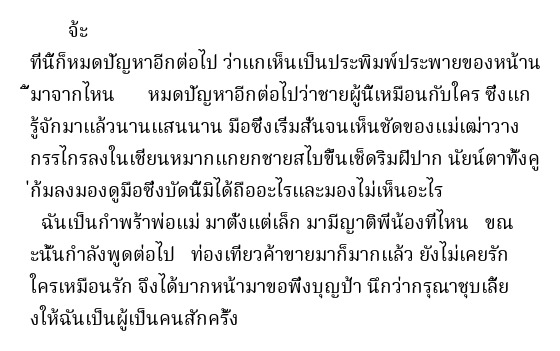 จ้ะ
ทีนี้ก็หมดปัญหาอีกต่อไป ว่าแกเห็นเป็นประพิมพ์ประพายของหน้าน
ี้มาจากไหน หมดปัญหาอีกต่อไปว่าชายผู้นี้เหมือนกับใคร ซึ่งแก
รู้จักมาแล้วนานแสนนาน มือซึ่งเริ่มสั่นจนเห็นชัดของแม่เฒ่าวาง
กรรไกรลงในเชี่ยนหมากแกยกชายสไบขึ้นเช็ดริมฝีปาก นัยน์ตาทั้งคู
่ก้มลงมองดูมือซึ่งบัดนี้มิได้ถืออะไรและมองไม่เห็นอะไร
ฉันเป็นกำพร้าพ่อแม่ มาตั้งแต่เล็ก มามีญาติพี่น้องที่ไหน ขณ
ะนั้นกำลังพูดต่อไป ท่องเที่ยวค้าขายมาก็มากแล้ว ยังไม่เคยรัก
ใครเหมือนรัก จึงได้บากหน้ามาขอพึ่งบุญป้า นึกว่ากรุณาชุบเลี้ย
งให้ฉันเป็นผู้เป็นคนสักครั้ง